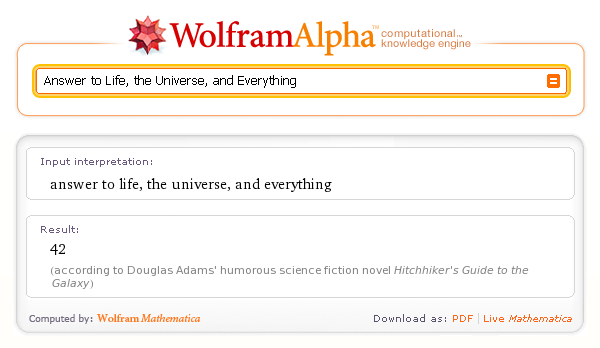 WolframAlpha™ computational...
knowledge engine
Answer to Life, the Universe, and Everything
Input interpretation:
answer to life, the universe, and everything
Result:
42
(according to Douglas Adams' humorous science fiction novel Hitchhiker's Guide to the
Galaxy)
Computed by: Wolfram Mathematica Download as: PDF | Live Mathematica